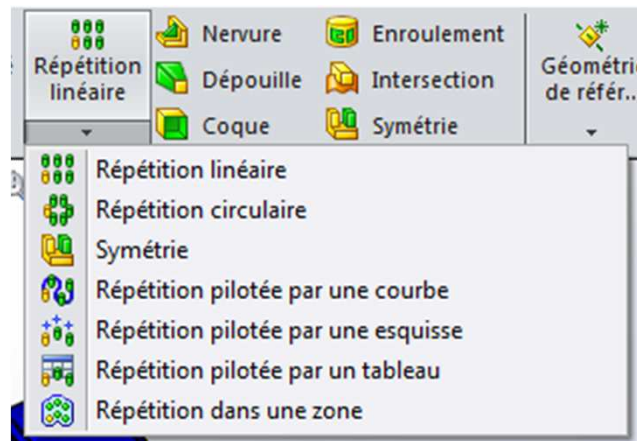 Répétition linéaire
Nervure
Dépouille
Coque
Enroulement
Intersection
Symétrie
Géométri
de référ..
Répétition linéaire
Répétition circulaire
Symétrie
Répétition pilotée par une courbe
Répétition pilotée par une esquisse
Répétition pilotée par un tableau
Répétition dans une zone